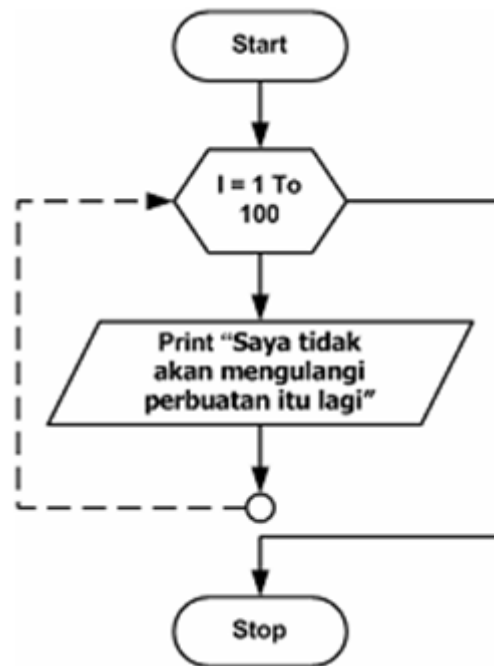 Start
I = 1 To
100
Print “Saya tidak
akan mengulangi
perbuatan itu lagi”
Stop